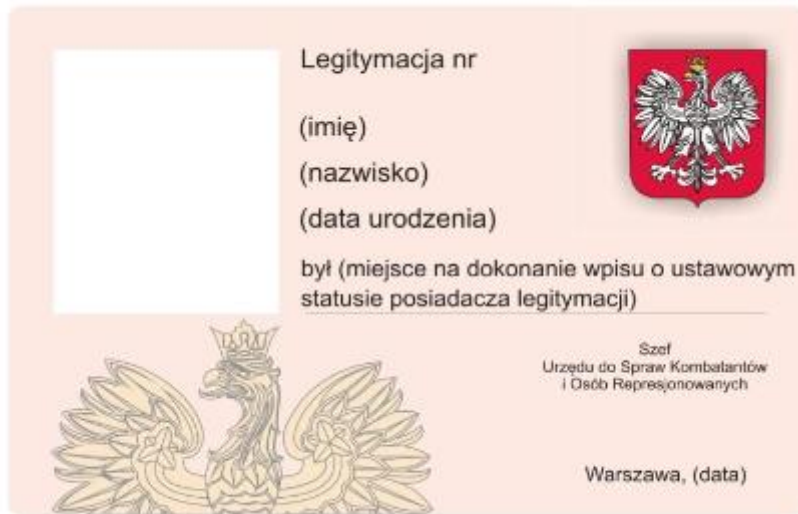 Legitymacja nr
(imię)
(nazwisko)
(data urodzenia)
był (miejsce na dokonanie wpisu o ustawowym
statusie posiadacza legitymacji)
Szef
Urzędu do Spraw Kombatantów
i Osób Represjonowanych
Warszawa, (data)